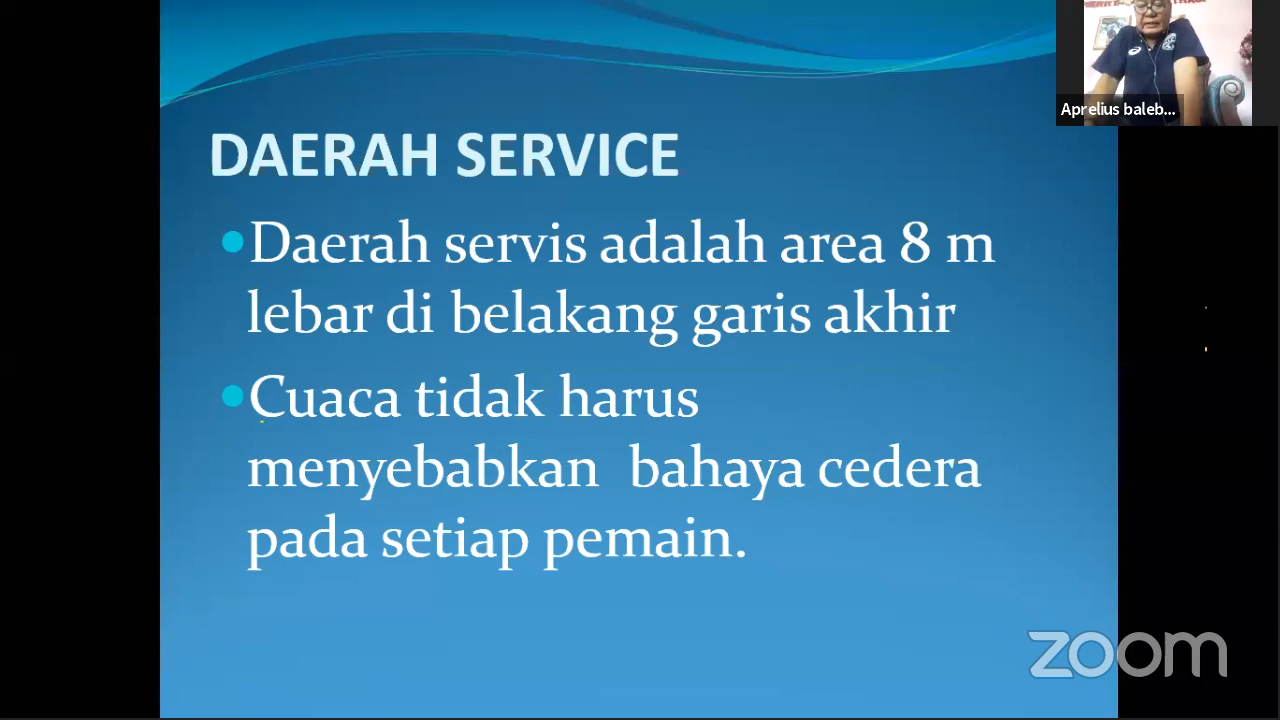 Aprelius baleb...
DAERAH SERVICE
Daerah servis adalah area 8 m
lebar di belakang garis akhir
Cuaca tidak harus
menyebabkan bahaya cedera
pada setiap pemain.
zoom